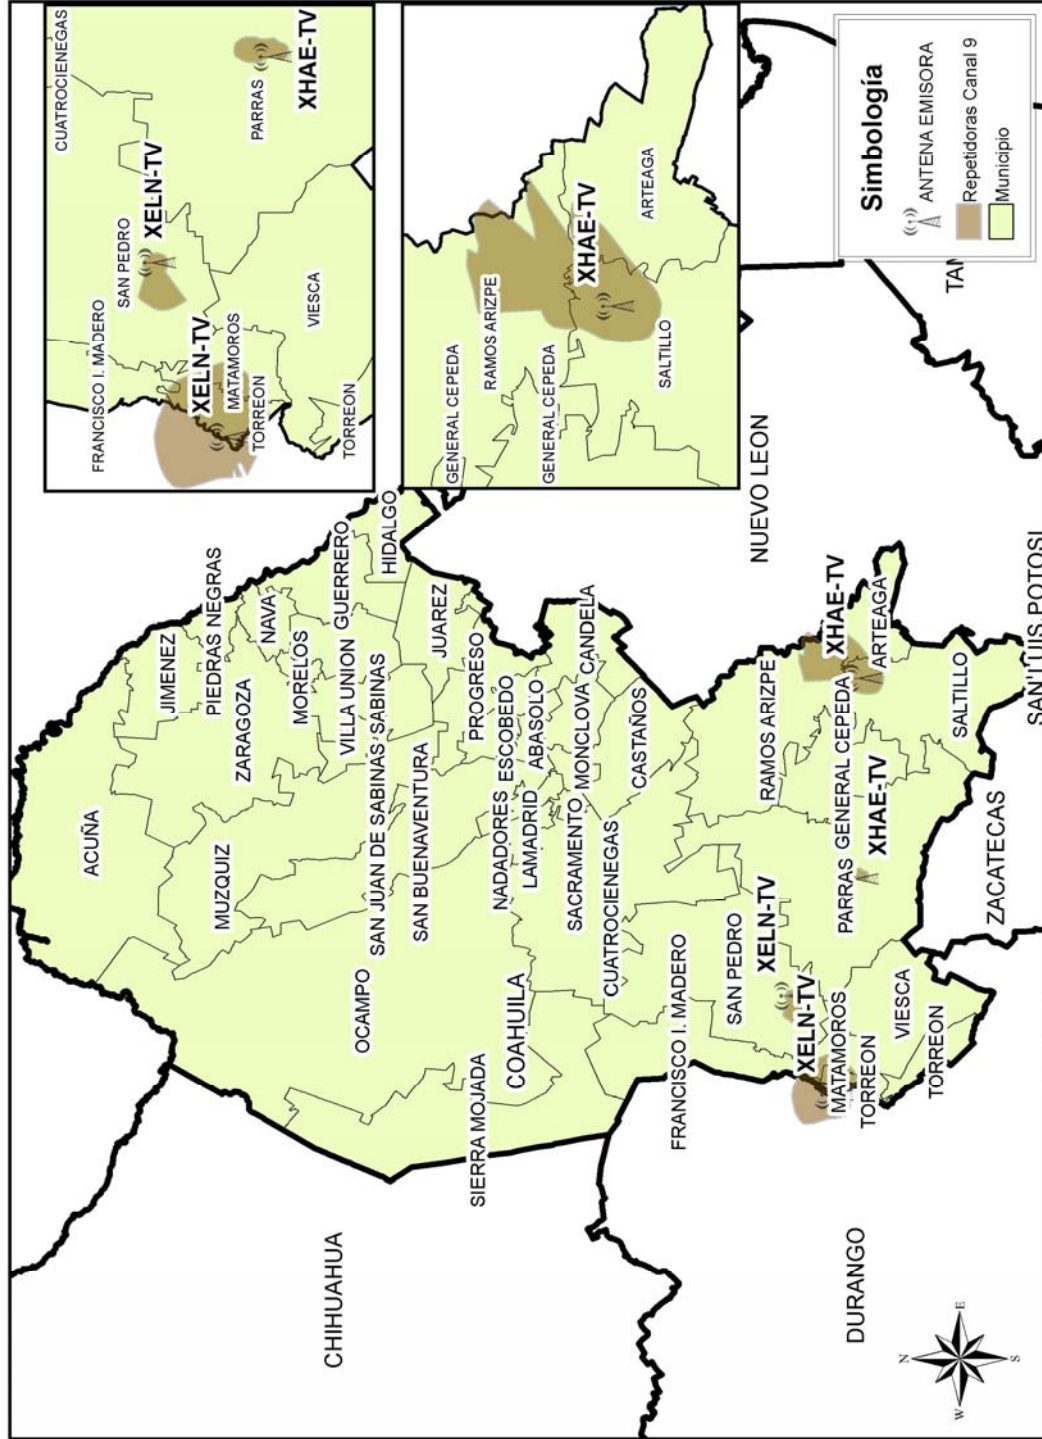 CHIHUAHUA
DURANGO
ZACATECAS
SAN LUIS POTOSI
NUEVO LEON
COAHUILA
ACUÑA
JIMENEZ
PIEDRAS NEGRAS
MUZQUIZ
ZARAGOZA
NAVA
MORELOS
OCAMPO
VILLA UNION
GUERRERO
HIDALGO
SAN JUAN DE SABINAS
SABINAS
SAN BUENAVENTURA
JUAREZ
SIERRA MOJADA
PROGRESO
NADADORES
ESCOBEDO
LAMADRID
ABASOLO
SACRAMENTO
MONCLOVA
CANDELA
CUATROCIENEGAS
CASTAÑOS
FRANCISCO I. MADERO
SAN PEDRO
XELN-TV
RAMOS ARIZPE
XELN-TV
XHAE-TV
MATAMOROS
PARRAS
GENERAL CEPEDA
TORREON
XHAE-TV
ARTEAGA
VIESCA
TORREON
SALTILLO
N
W
E
S
CUATROCIENEGAS
FRANCISCO I. MADERO
SAN PEDRO
XELN-TV
XELN-TV
MATAMOROS
TORREON
PARRAS
XHAE-TV
VIESCA
TORREON
GENERAL CEPEDA
RAMOS ARIZPE
GENERAL CEPEDA
XHAE-TV
ARTEAGA
SALTILLO
Simbología
ANTENA EMISORA
Repetidoras Canal 9
Municipio
TAM